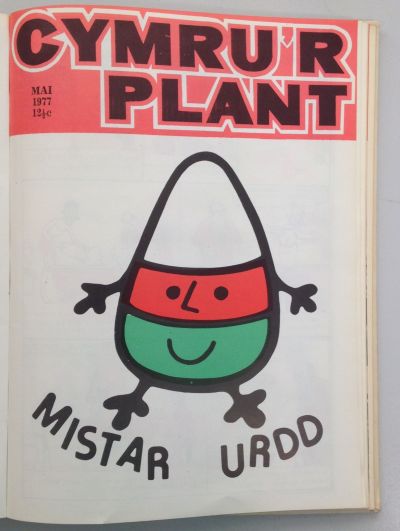 CYMRU'R
PLANT
MAI
1977
12½c
MISTAR URDD